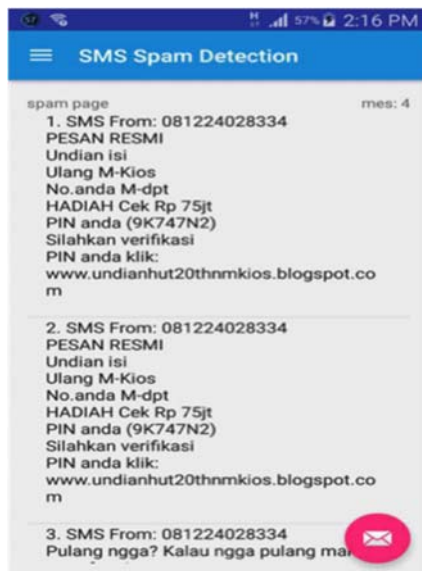 57% 2:16 PM
SMS Spam Detection
spam page mes: 4
1. SMS From: 081224028334
PESAN RESMI
Undian isi
Ulang M-Kios
No.anda M-dpt
HADIAH Cek Rp 75jt
PIN anda (9K747N2)
Silahkan verifikasi
PIN anda klik:
www.undianhut20thnmkios.blogspot.co
m
2. SMS From: 081224028334
PESAN RESMI
Undian isi
Ulang M-Kios
No.anda M-dpt
HADIAH Cek Rp 75jt
PIN anda (9K747N2)
Silahkan verifikasi
PIN anda klik:
www.undianhut20thnmkios.blogspot.co
m
3. SMS From: 081224028334
Pulang ngga? Kalau ngga pulang